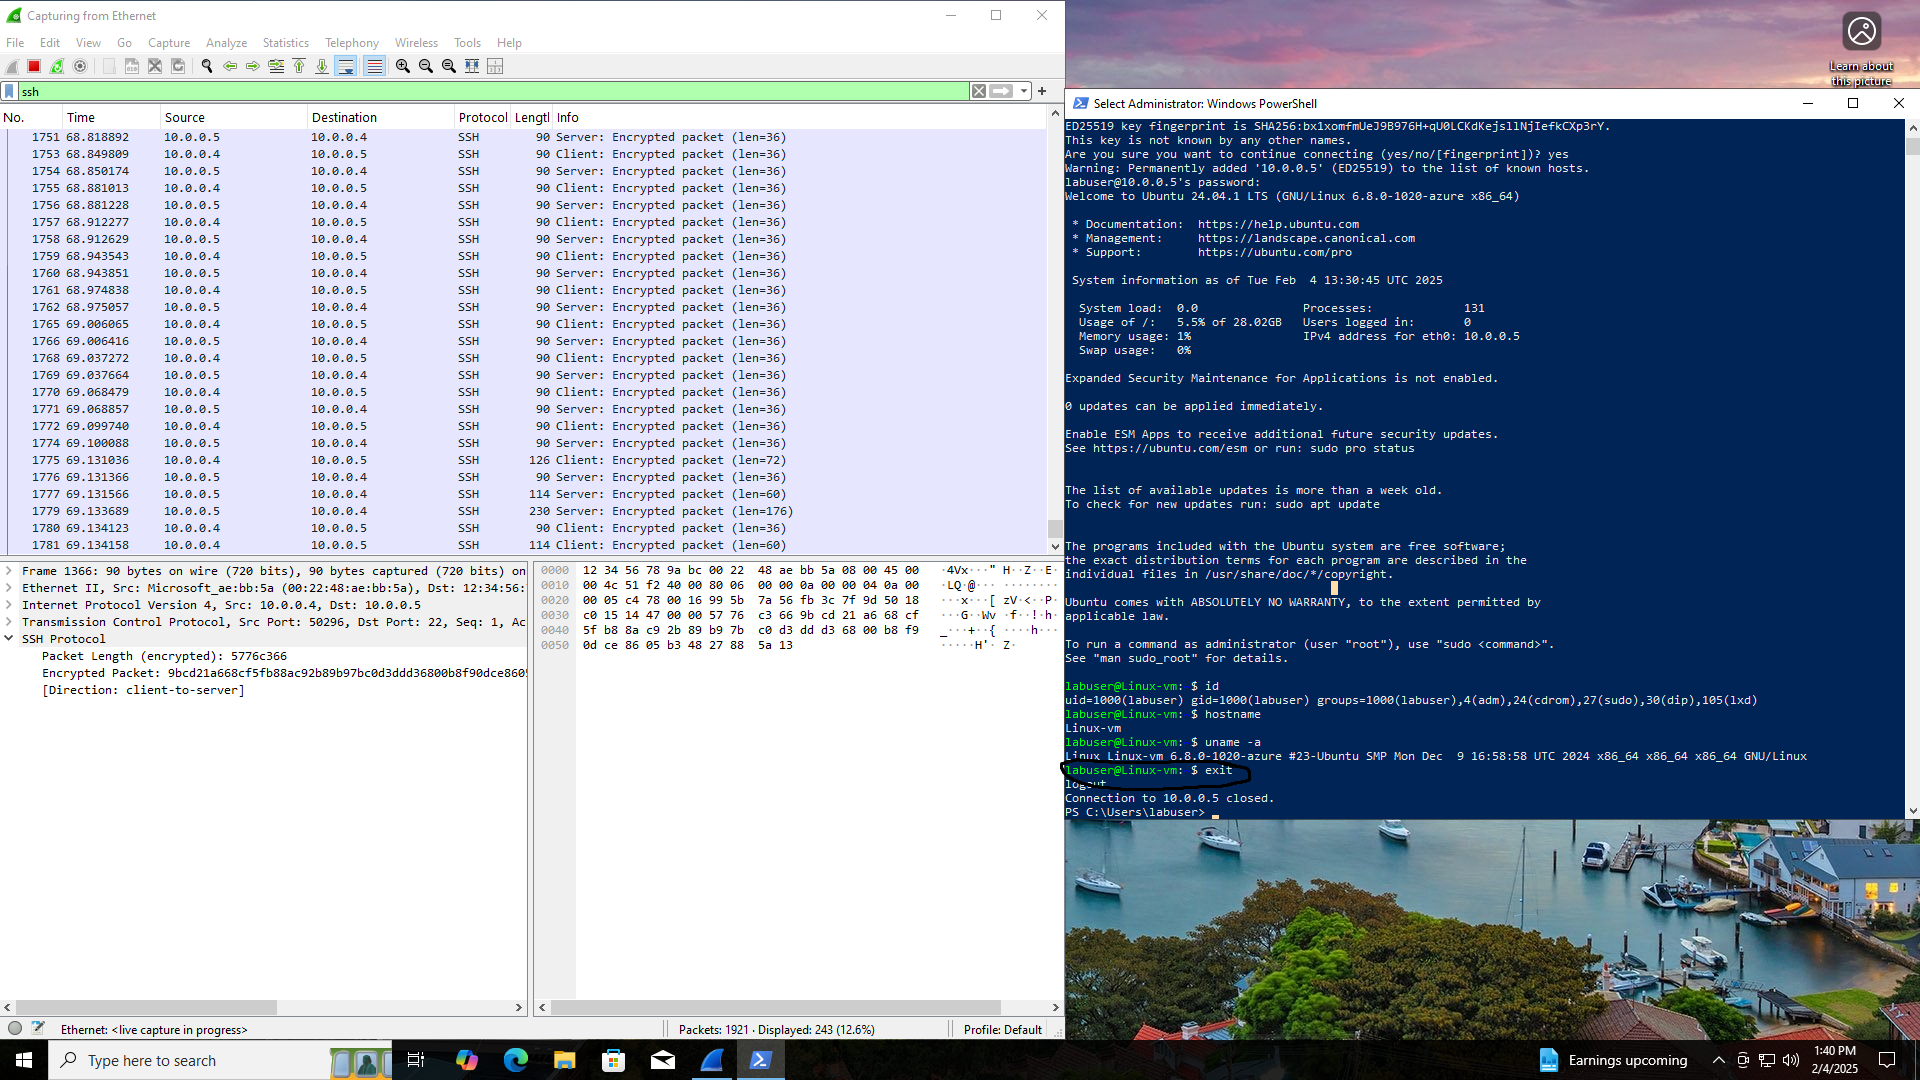 Capturing from Ethernet
File Edit View Go Capture Analyze Statistics Telephony Wireless Tools Help
ssh
No. Time Source Destination Protocol Lengtl Info
1751 68.818892 10.0.0.5 10.0.0.4 SSH 90 Server: Encrypted packet (len=36)
1753 68.849809 10.0.0.4 10.0.0.5 SSH 90 Client: Encrypted packet (len=36)
1754 68.850174 10.0.0.5 10.0.0.4 SSH 90 Server: Encrypted packet (len=36)
1755 68.881013 10.0.0.4 10.0.0.5 SSH 90 Client: Encrypted packet (len=36)
1756 68.881228 10.0.0.5 10.0.0.4 SSH 90 Server: Encrypted packet (len=36)
1757 68.912277 10.0.0.4 10.0.0.5 SSH 90 Client: Encrypted packet (len=36)
1758 68.912629 10.0.0.5 10.0.0.4 SSH 90 Server: Encrypted packet (len=36)
1759 68.943543 10.0.0.4 10.0.0.5 SSH 90 Client: Encrypted packet (len=36)
1760 68.943851 10.0.0.5 10.0.0.4 SSH 90 Server: Encrypted packet (len=36)
1761 68.974838 10.0.0.4 10.0.0.5 SSH 90 Client: Encrypted packet (len=36)
1762 68.975057 10.0.0.5 10.0.0.4 SSH 90 Server: Encrypted packet (len=36)
1765 69.006065 10.0.0.4 10.0.0.5 SSH 90 Client: Encrypted packet (len=36)
1766 69.006416 10.0.0.5 10.0.0.4 SSH 90 Server: Encrypted packet (len=36)
1768 69.037272 10.0.0.4 10.0.0.5 SSH 90 Client: Encrypted packet (len=36)
1769 69.037664 10.0.0.5 10.0.0.4 SSH 90 Server: Encrypted packet (len=36)
1770 69.068479 10.0.0.4 10.0.0.5 SSH 90 Client: Encrypted packet (len=36)
1771 69.068857 10.0.0.5 10.0.0.4 SSH 90 Server: Encrypted packet (len=36)
1772 69.099740 10.0.0.4 10.0.0.5 SSH 90 Client: Encrypted packet (len=36)
1774 69.100088 10.0.0.5 10.0.0.4 SSH 90 Server: Encrypted packet (len=36)
1775 69.131036 10.0.0.4 10.0.0.5 SSH 126 Client: Encrypted packet (len=72)
1776 69.131366 10.0.0.5 10.0.0.4 SSH 90 Server: Encrypted packet (len=36)
1777 69.131566 10.0.0.5 10.0.0.4 SSH 114 Server: Encrypted packet (len=60)
1779 69.133689 10.0.0.5 10.0.0.4 SSH 230 Server: Encrypted packet (len=176)
1780 69.134123 10.0.0.4 10.0.0.5 SSH 90 Client: Encrypted packet (len=36)
1781 69.134158 10.0.0.4 10.0.0.5 SSH 114 Client: Encrypted packet (len=60)
Frame 1366: 90 bytes on wire (720 bits), 90 bytes captured (720 bits) on
Ethernet II, Src: Microsoft_ae:bb:5a (00:22:48:ae:bb:5a), Dst: 12:34:56:
Internet Protocol Version 4, Src: 10.0.0.4, Dst: 10.0.0.5
Transmission Control Protocol, Src Port: 50296, Dst Port: 22, Seq: 1, Ac
SSH Protocol
Packet Length (encrypted): 5776c366
Encrypted Packet: 9bcd21a668cf5fb88ac92b89b97bc0d3ddd36800b8f90dce8605
[Direction: client-to-server]
0000 12 34 56 78 9a bc 00 22 48 ae bb 5a 08 00 45 00 ·4Vx···" H··Z··E·
0010 00 4c 51 f2 40 00 80 06 00 00 0a 00 00 04 0a 00 ·LQ·@··· ········
0020 00 05 c4 78 00 16 99 5b 7a 56 fb 3c 7f 9d 50 18 ···x···[ zV·<··P·
0030 c0 15 14 47 00 00 57 76 c3 66 9b cd 21 a6 68 cf ···G··Wv ·f··!·h·
0040 5f b8 8a c9 2b 89 b9 7b c0 d3 dd d3 68 00 b8 f9 _···+··{ ····h···
0050 0d ce 86 05 b3 48 27 88 5a 13 ·····H'· Z·
Ethernet: <live capture in progress> Packets: 1921 · Displayed: 243 (12.6%) Profile: Default
Learn about
this picture
Select Administrator: Windows PowerShell
ED25519 key fingerprint is SHA256:bx1xomfmUeJ9B976H+qU0LCKdKejsllNjIefkCXp3rY.
This key is not known by any other names.
Are you sure you want to continue connecting (yes/no/[fingerprint])? yes
Warning: Permanently added '10.0.0.5' (ED25519) to the list of known hosts.
labuser@10.0.0.5's password:
Welcome to Ubuntu 24.04.1 LTS (GNU/Linux 6.8.0-1020-azure x86_64)
* Documentation: https://help.ubuntu.com
* Management: https://landscape.canonical.com
* Support: https://ubuntu.com/pro
System information as of Tue Feb 4 13:30:45 UTC 2025
System load: 0.0 Processes: 131
Usage of /: 5.5% of 28.02GB Users logged in: 0
Memory usage: 1% IPv4 address for eth0: 10.0.0.5
Swap usage: 0%
Expanded Security Maintenance for Applications is not enabled.
0 updates can be applied immediately.
Enable ESM Apps to receive additional future security updates.
See https://ubuntu.com/esm or run: sudo pro status
The list of available updates is more than a week old.
To check for new updates run: sudo apt update
The programs included with the Ubuntu system are free software;
the exact distribution terms for each program are described in the
individual files in /usr/share/doc/*/copyright.
Ubuntu comes with ABSOLUTELY NO WARRANTY, to the extent permitted by
applicable law.
To run a command as administrator (user "root"), use "sudo <command>".
See "man sudo_root" for details.
labuser@Linux-vm: $ id
uid=1000(labuser) gid=1000(labuser) groups=1000(labuser),4(adm),24(cdrom),27(sudo),30(dip),105(lxd)
labuser@Linux-vm: $ hostname
Linux-vm
labuser@Linux-vm: $ uname -a
Linux Linux-vm 6.8.0-1020-azure #23-Ubuntu SMP Mon Dec 9 16:58:58 UTC 2024 x86_64 x86_64 x86_64 GNU/Linux
labuser@Linux-vm: $ exit
logout
Connection to 10.0.0.5 closed.
PS C:\Users\labuser>
Type here to search
Earnings upcoming
1:40 PM
2/4/2025